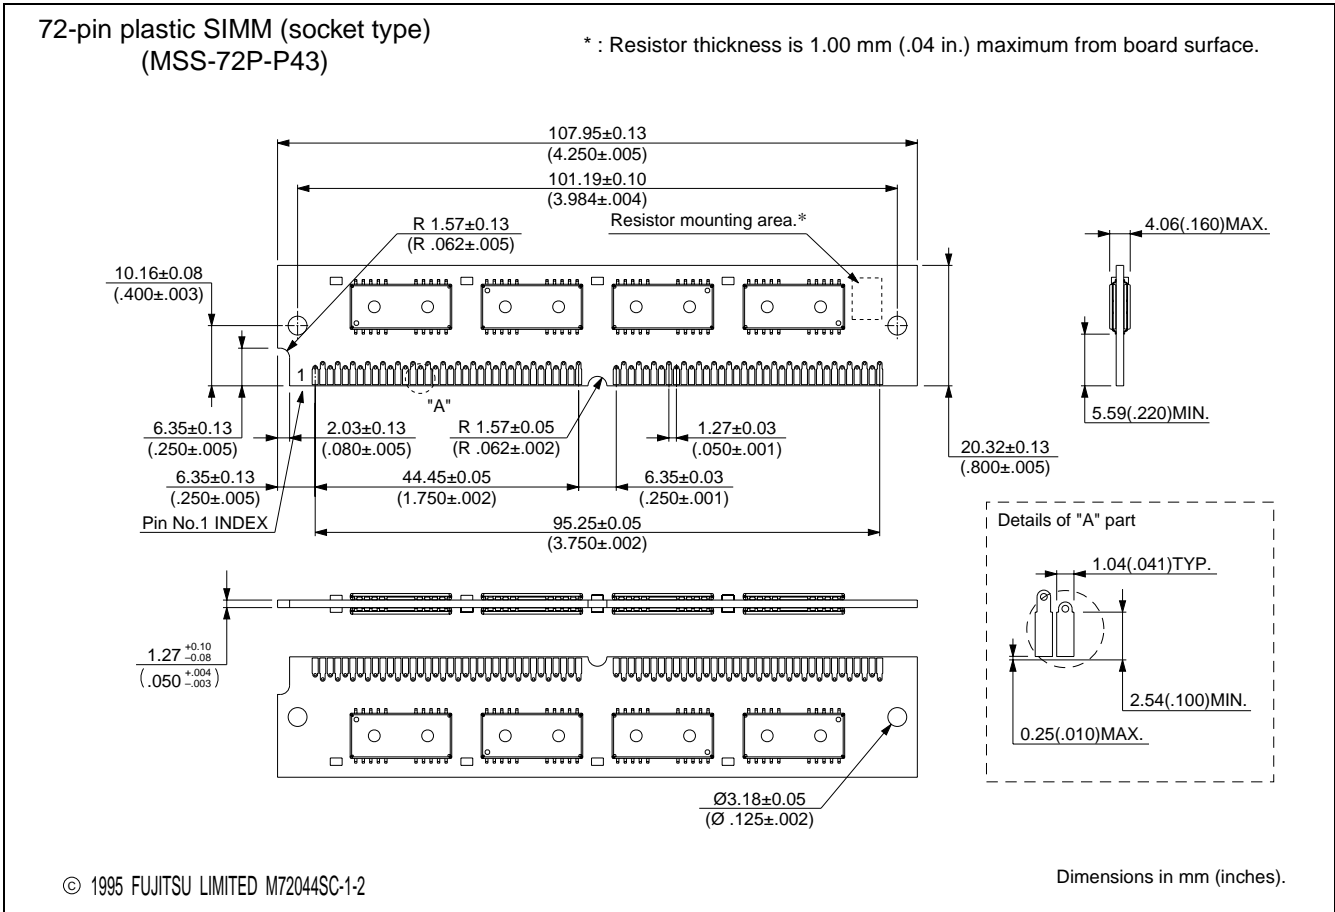 72-pin plastic SIMM (socket type)
(MSS-72P-P43)
* : Resistor thickness is 1.00 mm (.04 in.) maximum from board surface.
107.95±0.13
(4.250±.005)
101.19±0.10
(3.984±.004)
R 1.57±0.13
(R .062±.005)
Resistor mounting area.*
4.06(.160)MAX.
10.16±0.08
(.400±.003)
1
"A"
5.59(.220)MIN.
6.35±0.13
(.250±.005)
2.03±0.13
(.080±.005)
R 1.57±0.05
(R .062±.002)
1.27±0.03
(.050±.001)
20.32±0.13
(.800±.005)
6.35±0.13
(.250±.005)
44.45±0.05
(1.750±.002)
6.35±0.03
(.250±.001)
Pin No.1 INDEX
95.25±0.05
(3.750±.002)
Details of "A" part
1.04(.041)TYP.
1.27 +0.10 –0.08
(.050 +.004 –.003)
2.54(.100)MIN.
0.25(.010)MAX.
Ø3.18±0.05
(Ø .125±.002)
© 1995 FUJITSU LIMITED M72044SC-1-2
Dimensions in mm (inches).